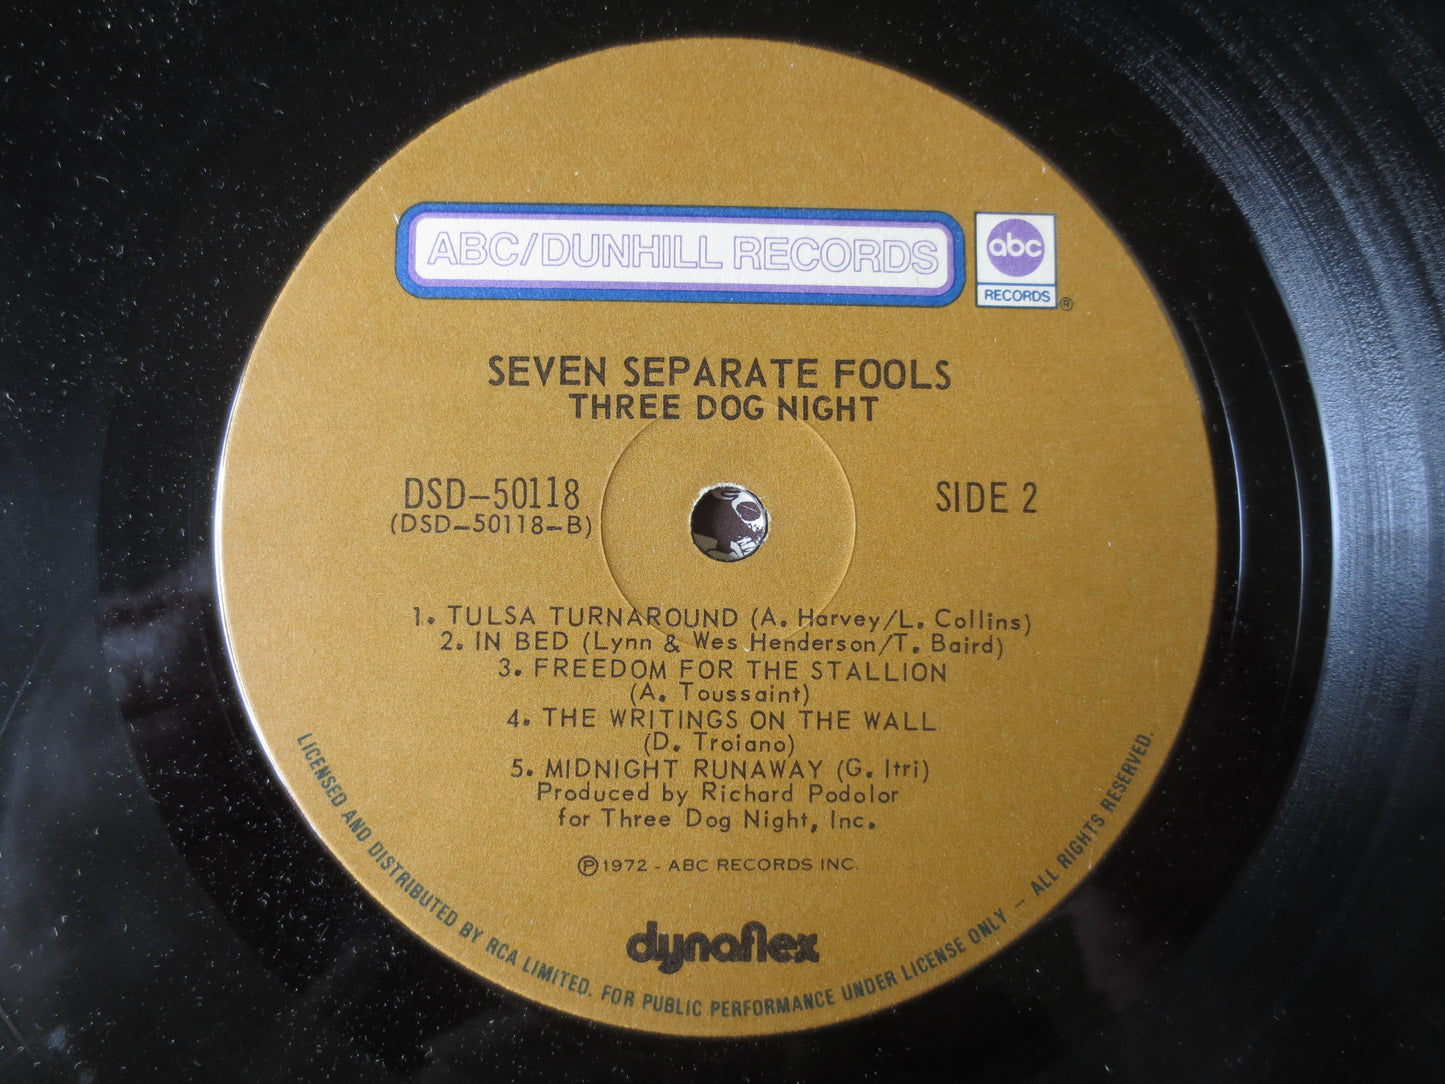 ABC/DUNHILL RECORDS
abc
RECORDS ®
SEVEN SEPARATE FOOLS
THREE DOG NIGHT
DSD-50118
(DSD-50118-B)
SIDE 2
1. TULSA TURNAROUND (A. Harvey/L. Collins)
2. IN BED (Lynn & Wes Henderson/T. Baird)
3. FREEDOM FOR THE STALLION
(A. Toussaint)
4. THE WRITINGS ON THE WALL
(D. Troiano)
5. MIDNIGHT RUNAWAY (G. Itri)
Produced by Richard Podolor
for Three Dog Night, Inc.
℗1972 - ABC RECORDS INC.
dynaflex
LICENSED AND DISTRIBUTED BY RCA LIMITED. FOR PUBLIC PERFORMANCE UNDER LICENSE ONLY - ALL RIGHTS RESERVED.